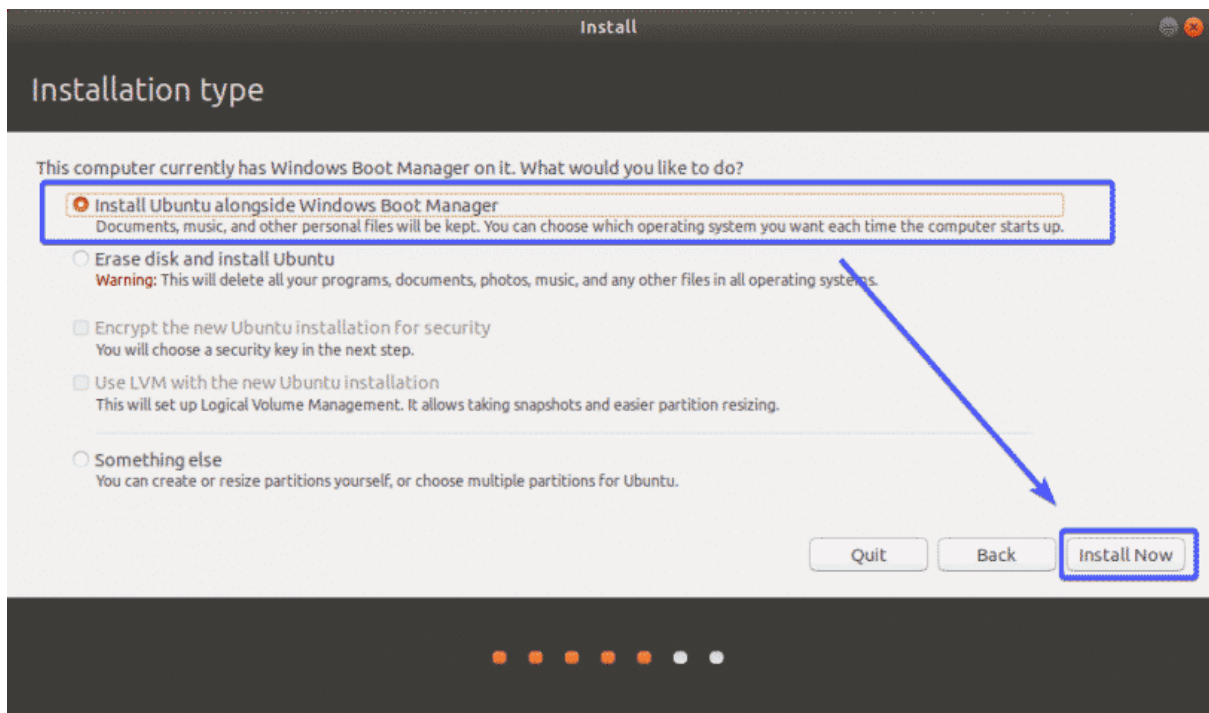 Install
Installation type
This computer currently has Windows Boot Manager on it. What would you like to do?
Install Ubuntu alongside Windows Boot Manager
Documents, music, and other personal files will be kept. You can choose which operating system you want each time the computer starts up.
Erase disk and install Ubuntu
Warning: This will delete all your programs, documents, photos, music, and any other files in all operating systems.
Encrypt the new Ubuntu installation for security
You will choose a security key in the next step.
Use LVM with the new Ubuntu installation
This will set up Logical Volume Management. It allows taking snapshots and easier partition resizing.
Something else
You can create or resize partitions yourself, or choose multiple partitions for Ubuntu.
Quit Back Install Now